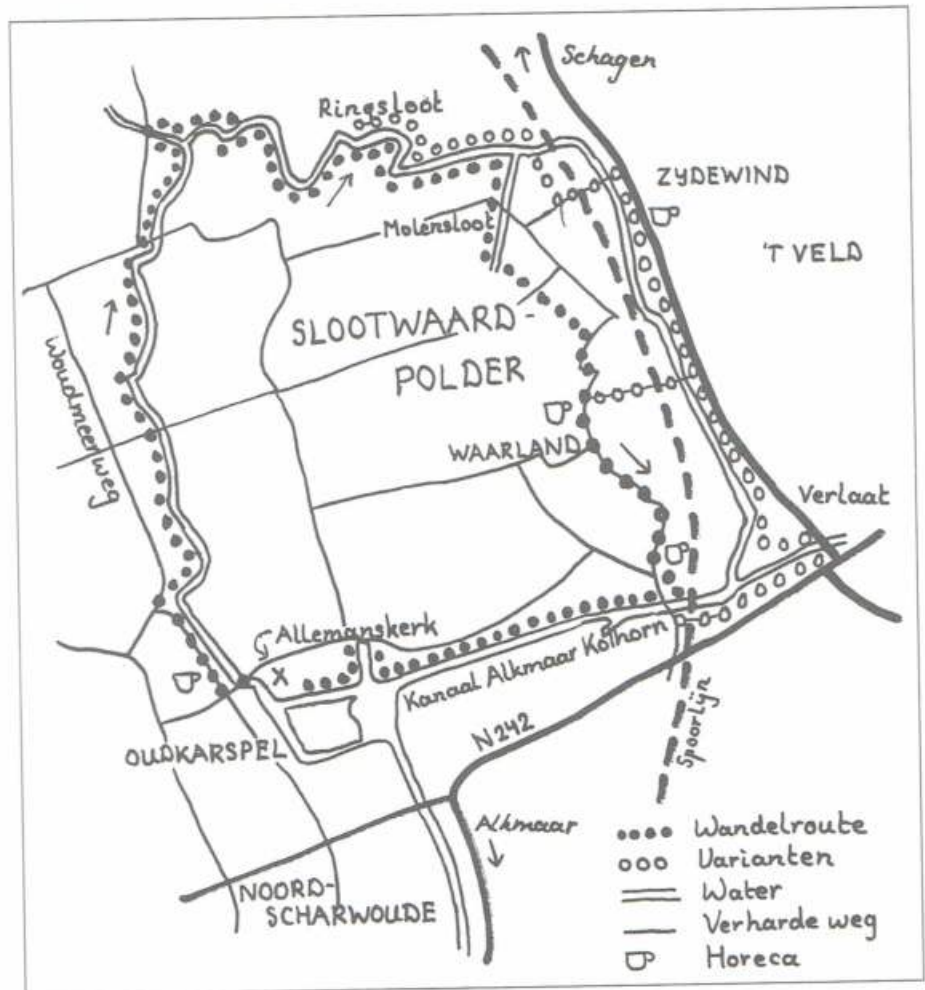 Schagen
Ringsloot
ZYDEWIND
Molensloot
'T VELD
SLOOTWAARD-
POLDER
Woudmeerweg
WAARLAND
Verlaat
Allemanskerk
X
Kanaal Alkmaar Kolhorn
OUDKARSPEL
N242
Spoorlijn
Alkmaar
NOORD-
SCHARWOUDE
Wandelroute
Varianten
Water
Verharde weg
Horeca